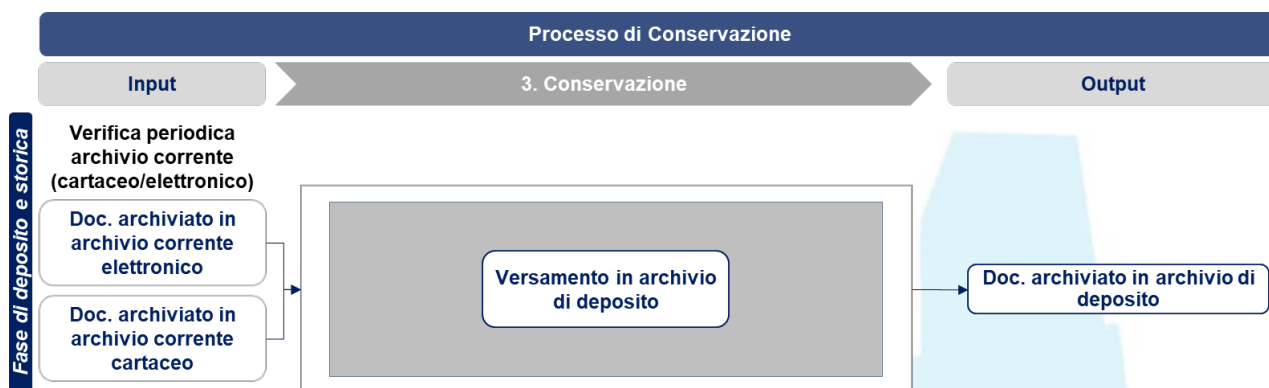 Processo di Conservazione
Input
3. Conservazione
Output
Fase di deposito e storica
Verifica periodica
archivio corrente
(cartaceo/elettronico)
Doc. archiviato in
archivio corrente
elettronico
Doc. archiviato in
archivio corrente
cartaceo
Versamento in archivio
di deposito
Doc. archiviato in archivio di
deposito